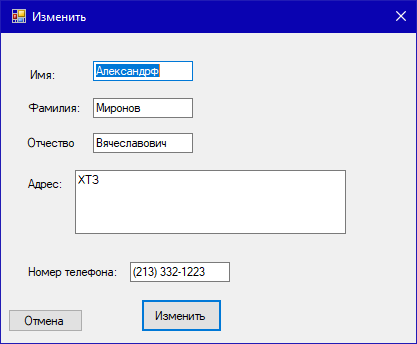 Изменить
Имя: Александрф
Фамилия: Миронов
Отчество Вячеславович
Адрес: ХТЗ
Номер телефона: (213) 332-1223
Отмена Изменить